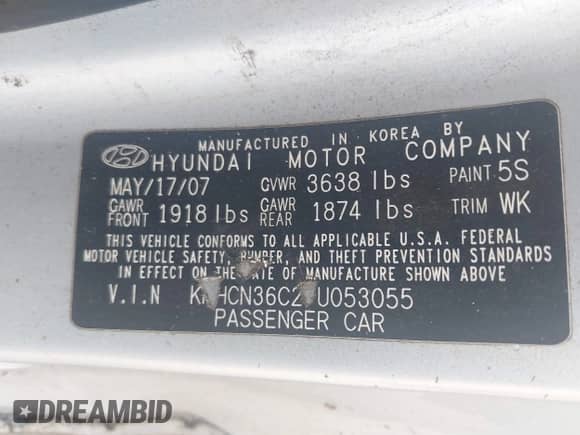 MANUFACTURED IN KOREA BY
HYUNDAI MOTOR COMPANY
MAY/17/07 GVWR 3638 lbs PAINT 5S
GAWR FRONT 1918 lbs GAWR REAR 1874 lbs TRIM WK
THIS VEHICLE CONFORMS TO ALL APPLICABLE U.S.A. FEDERAL
MOTOR VEHICLE SAFETY, BUMPER, AND THEFT PREVENTION STANDARDS
IN EFFECT ON THE DATE OF MANUFACTURE SHOWN ABOVE
V.I.N
PASSENGER CAR
DREAMBID